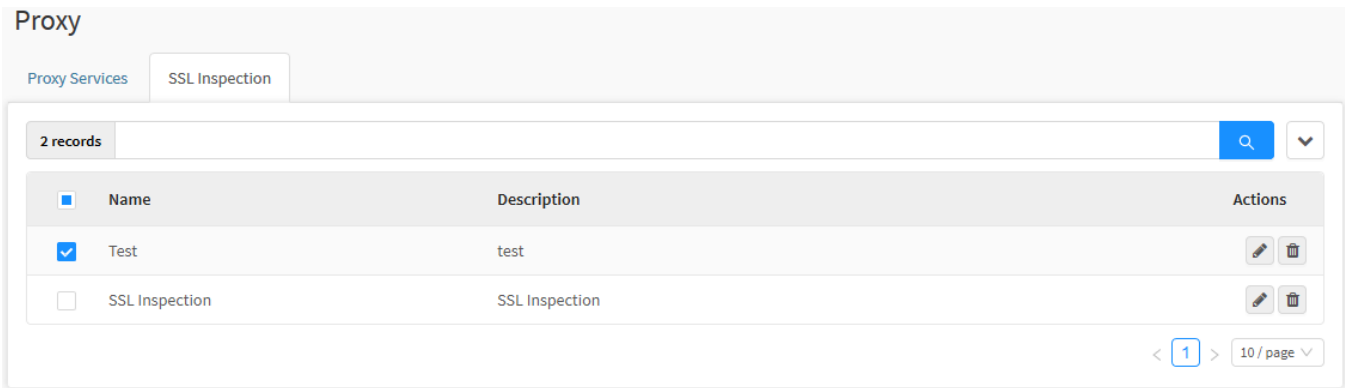 Proxy
Proxy Services SSL Inspection
2 records
Name Description Actions
Test test
SSL Inspection SSL Inspection
< 1 > 10 / page